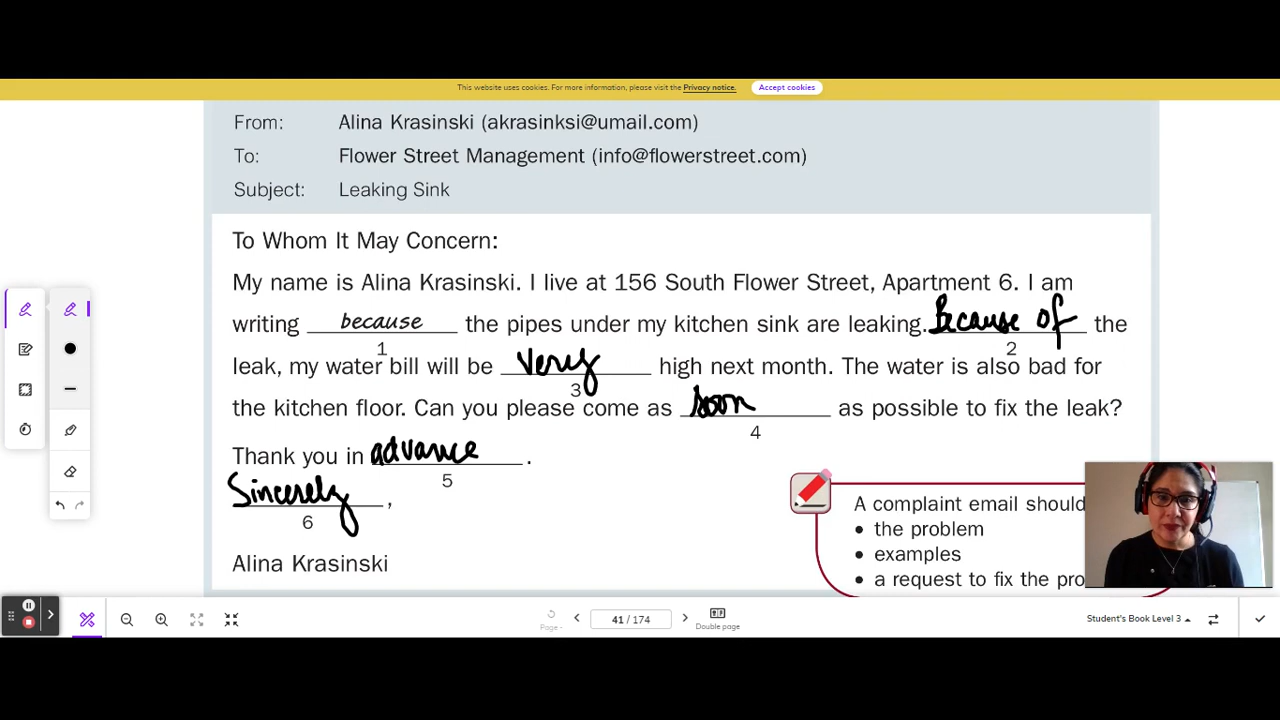 This website uses cookies. For more information, please visit the Privacy notice. Accept cookies
From: Alina Krasinski (akrasinksi@umail.com)
To: Flower Street Management (info@flowerstreet.com)
Subject: Leaking Sink
To Whom It May Concern:
My name is Alina Krasinski. I live at 156 South Flower Street, Apartment 6. I am
writing because the pipes under my kitchen sink are leaking. Because of the
1 2
leak, my water bill will be very high next month. The water is also bad for
3
the kitchen floor. Can you please come as soon as possible to fix the leak?
4
Thank you in advance.
5
Sincerely,
6
Alina Krasinski
A complaint email should
• the problem
• examples
• a request to fix the pro
Page - 41 / 174 Double page Student's Book Level 3